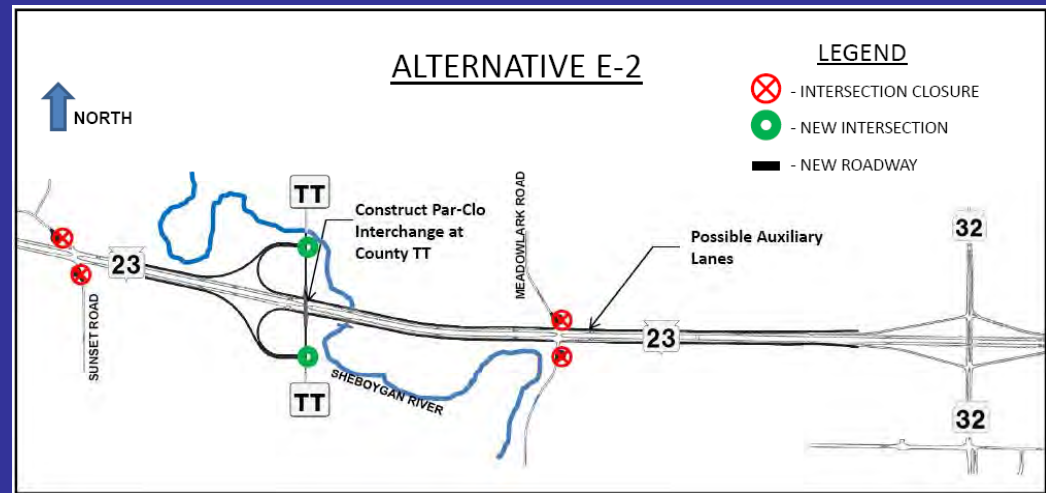 ALTERNATIVE E-2
LEGEND
- INTERSECTION CLOSURE
- NEW INTERSECTION
- NEW ROADWAY
NORTH
TT
Construct Par-Clo
Interchange at
County TT
MEADOWLARK ROAD
Possible Auxiliary
Lanes
32
23
SUNSET ROAD
23
SHEBOYGAN RIVER
TT
32